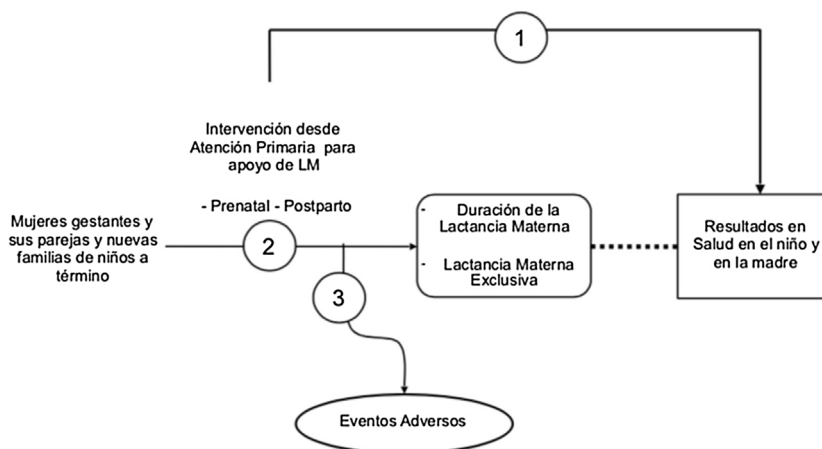 1
Intervención desde
Atención Primaria para
apoyo de LM
- Prenatal - Postparto
Mujeres gestantes y
sus parejas y nuevas
familias de niños a
término
2
3
- Duración de la
Lactancia Materna
- Lactancia Materna
Exclusiva
Resultados en
Salud en el niño y
en la madre
Eventos Adversos